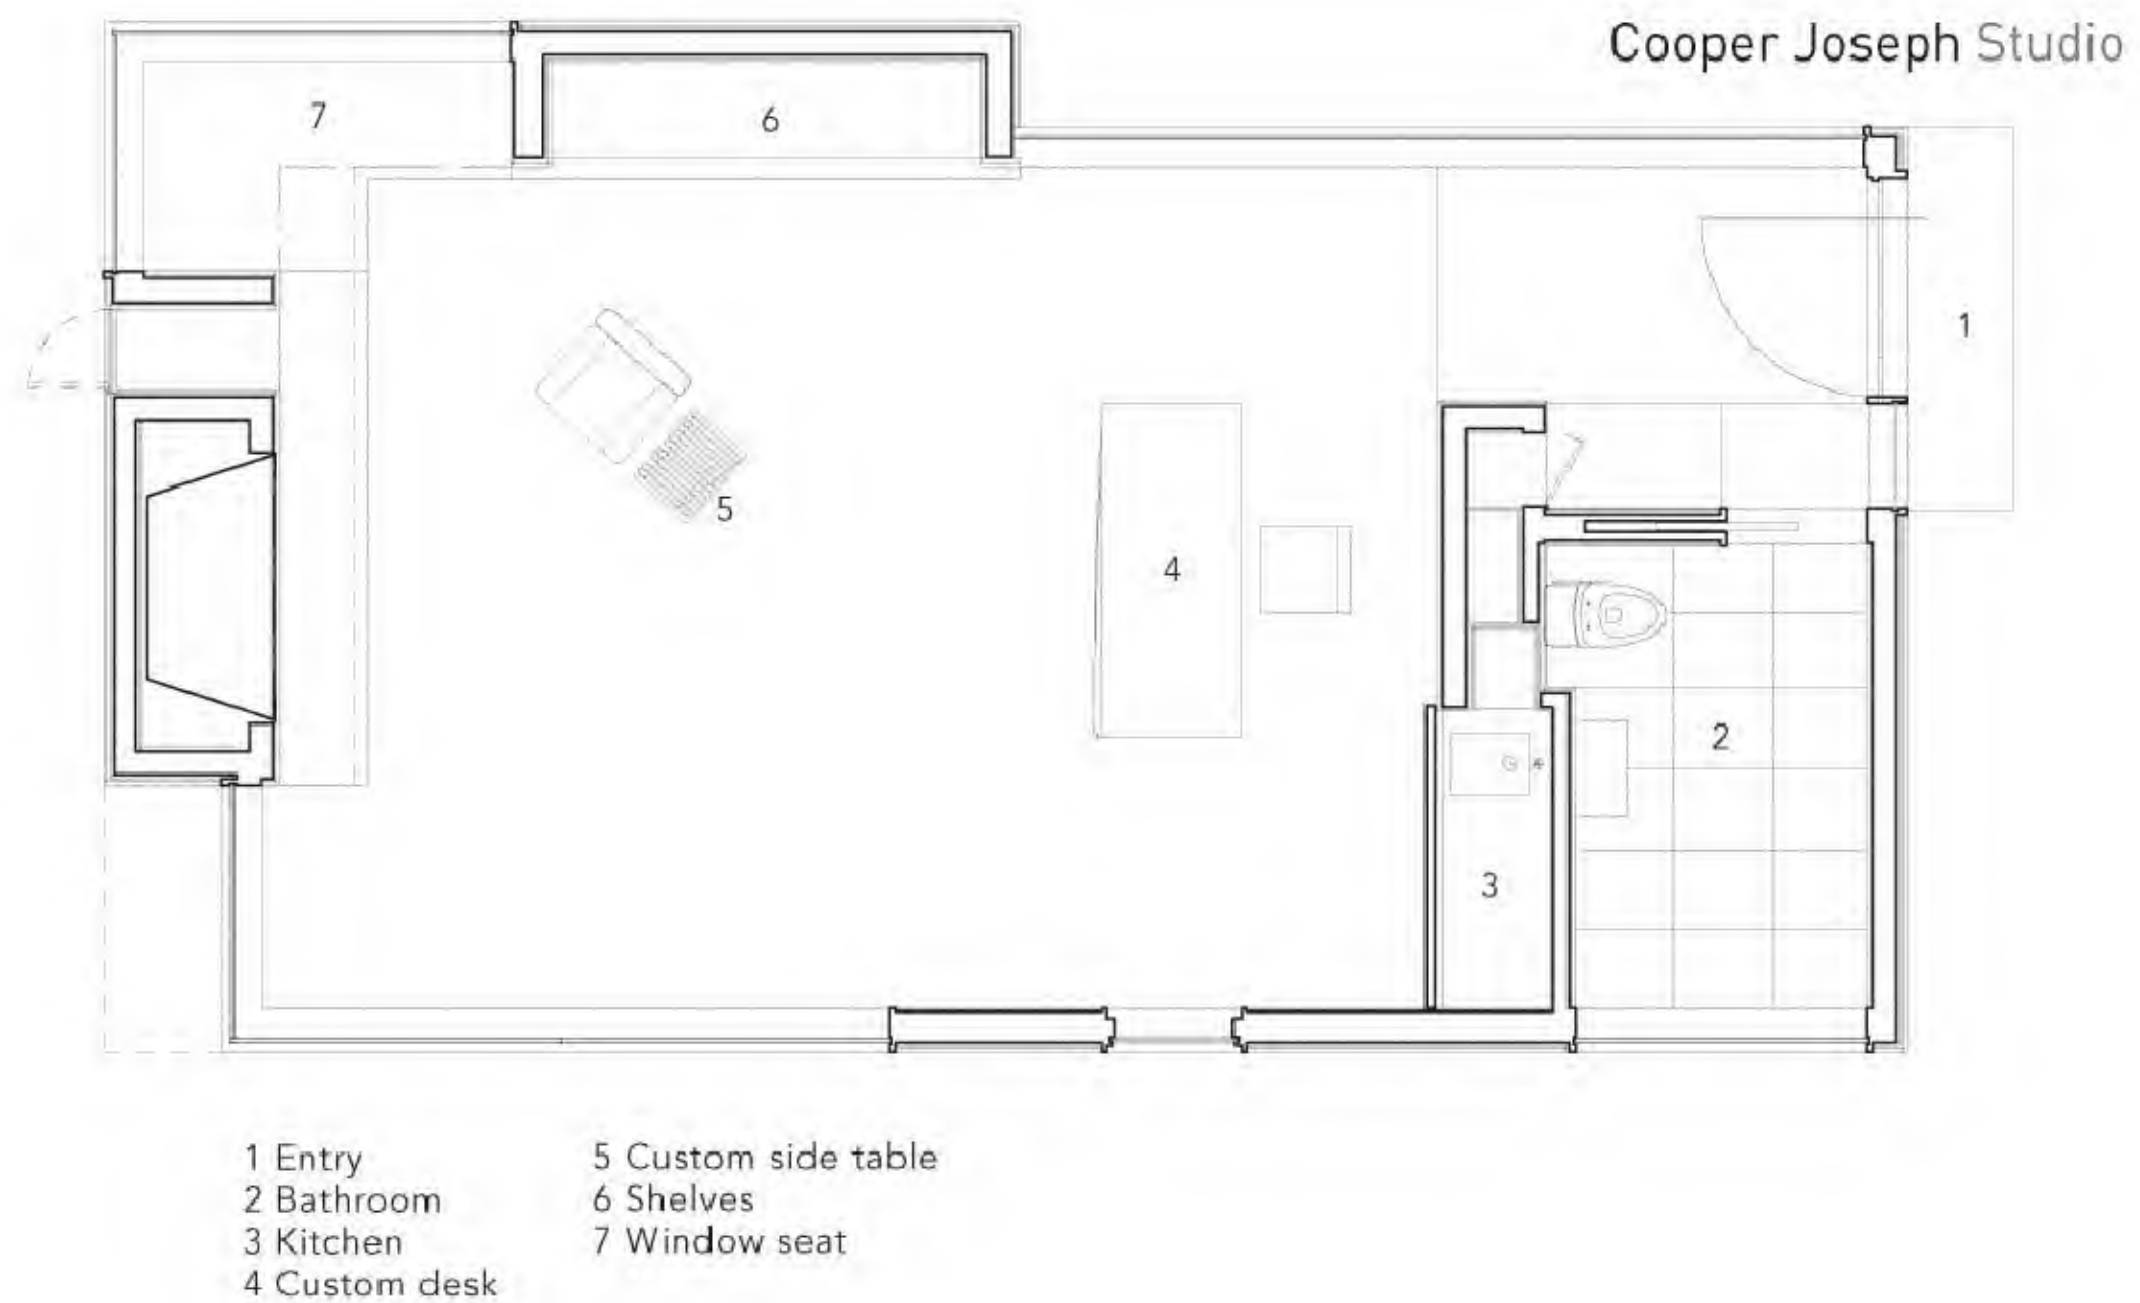 Cooper Joseph Studio
7
6
1
5
4
2
3
1 Entry
2 Bathroom
3 Kitchen
4 Custom desk
5 Custom side table
6 Shelves
7 Window seat